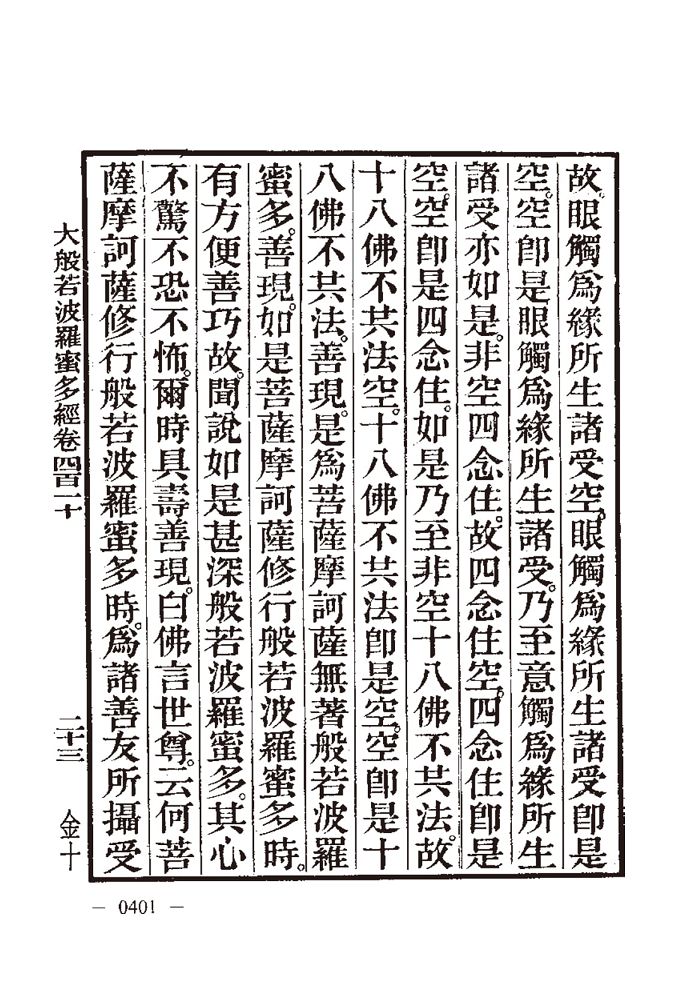 故。眼觸爲緣所生諸受空。眼觸爲緣所生諸受卽是
空。空卽是眼觸爲緣所生諸受。乃至意觸爲緣所生
諸受亦如是。非空四念住。故四念住空。四念住卽是
空。空卽是四念住。如是乃至非空十八佛不共法。故
十八佛不共法空。十八佛不共法卽是空。空卽是十
八佛不共法。善現。是爲菩薩摩訶薩無著般若波羅
蜜多。善現。如是菩薩摩訶薩修行般若波羅蜜多時。
有方便善巧故。聞說如是甚深般若波羅蜜多。其心
不驚不恐不怖。爾時具壽善現。白佛言世尊。云何菩
薩摩訶薩修行般若波羅蜜多時。爲諸善友所攝受
大般若波羅蜜多經卷四百一十 二十三 金十
— 0401 —